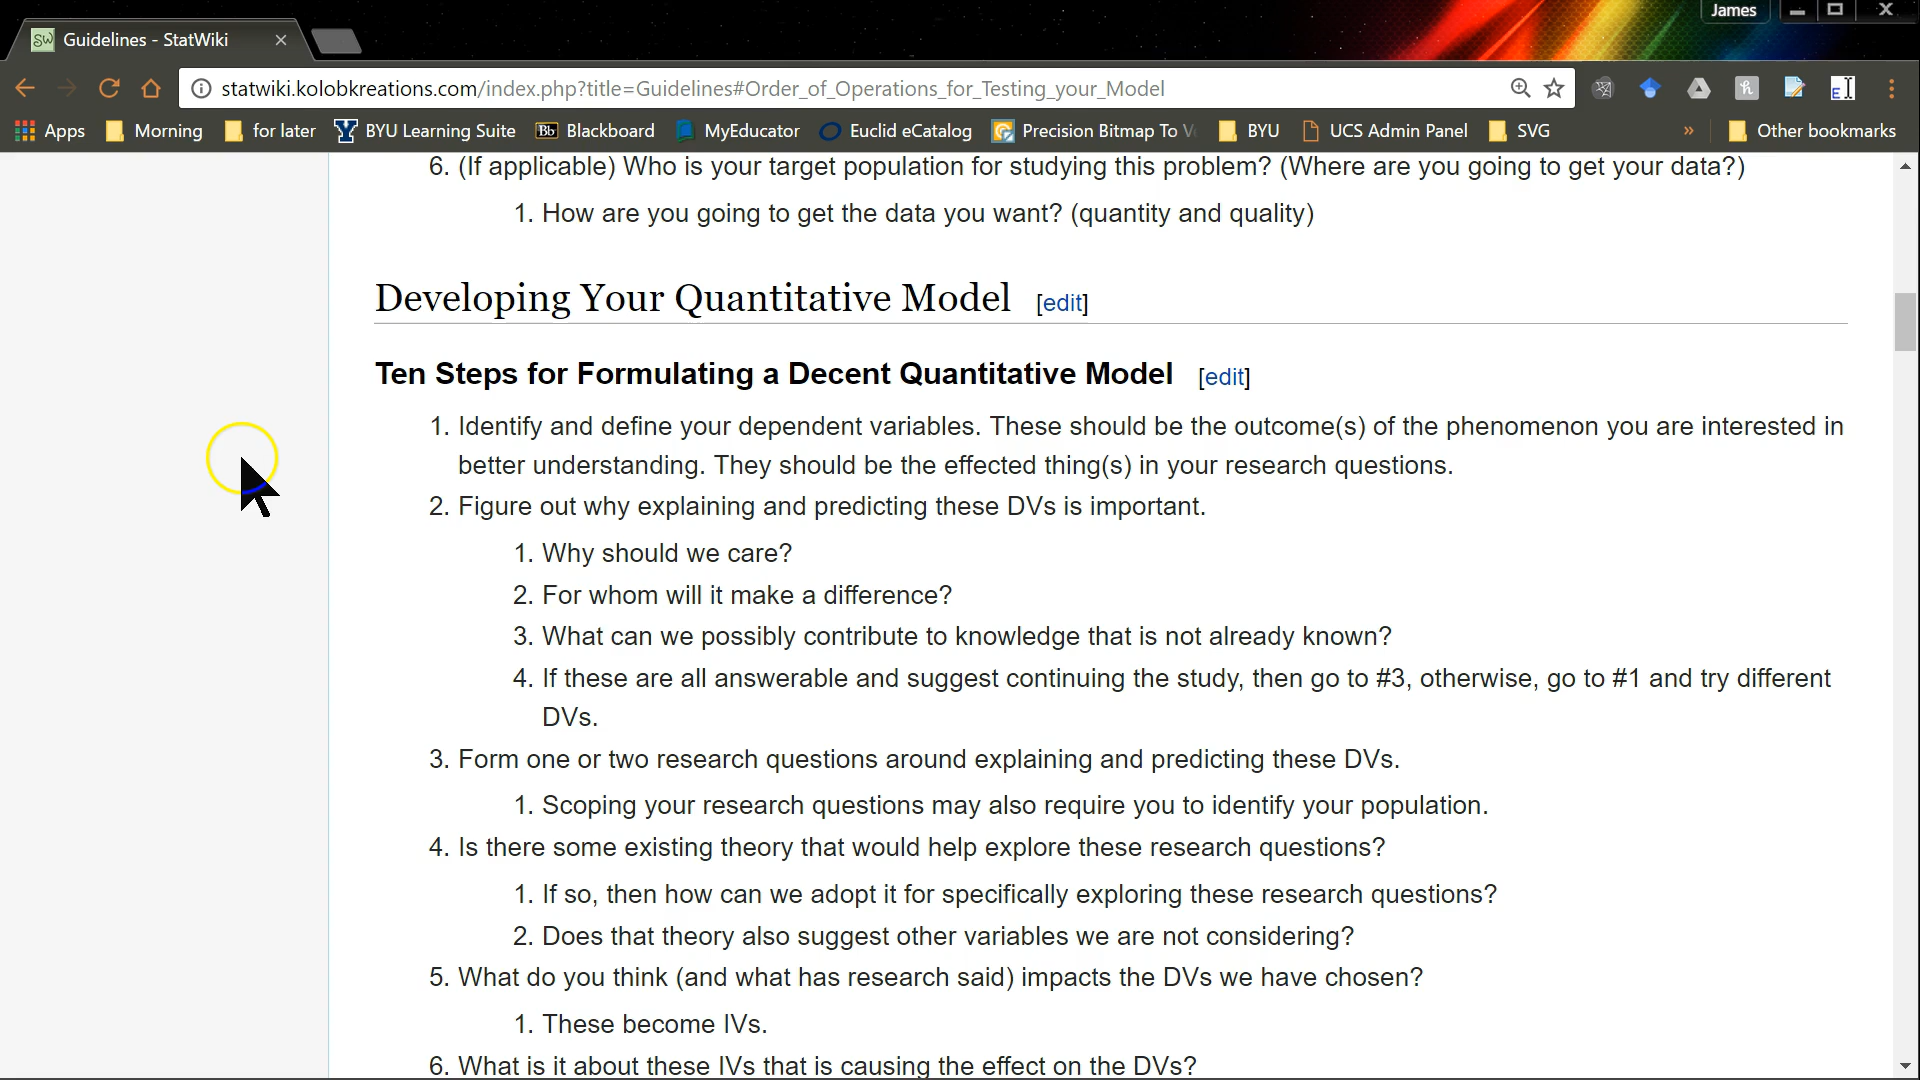 James
Guidelines - StatWiki
statwiki.kolobkreations.com/index.php?title=Guidelines#Order_of_Operations_for_Testing_your_Model
Apps Morning for later BYU Learning Suite Bb Blackboard MyEducator Euclid eCatalog Precision Bitmap To BYU UCS Admin Panel SVG » Other bookmarks
6. (If applicable) Who is your target population for studying this problem? (Where are you going to get your data?)
1. How are you going to get the data you want? (quantity and quality)
Developing Your Quantitative Model [edit]
Ten Steps for Formulating a Decent Quantitative Model [edit]
1. Identify and define your dependent variables. These should be the outcome(s) of the phenomenon you are interested in
better understanding. They should be the effected thing(s) in your research questions.
2. Figure out why explaining and predicting these DVs is important.
1. Why should we care?
2. For whom will it make a difference?
3. What can we possibly contribute to knowledge that is not already known?
4. If these are all answerable and suggest continuing the study, then go to #3, otherwise, go to #1 and try different
DVs.
3. Form one or two research questions around explaining and predicting these DVs.
1. Scoping your research questions may also require you to identify your population.
4. Is there some existing theory that would help explore these research questions?
1. If so, then how can we adopt it for specifically exploring these research questions?
2. Does that theory also suggest other variables we are not considering?
5. What do you think (and what has research said) impacts the DVs we have chosen?
1. These become IVs.
6. What is it about these IVs that is causing the effect on the DVs?